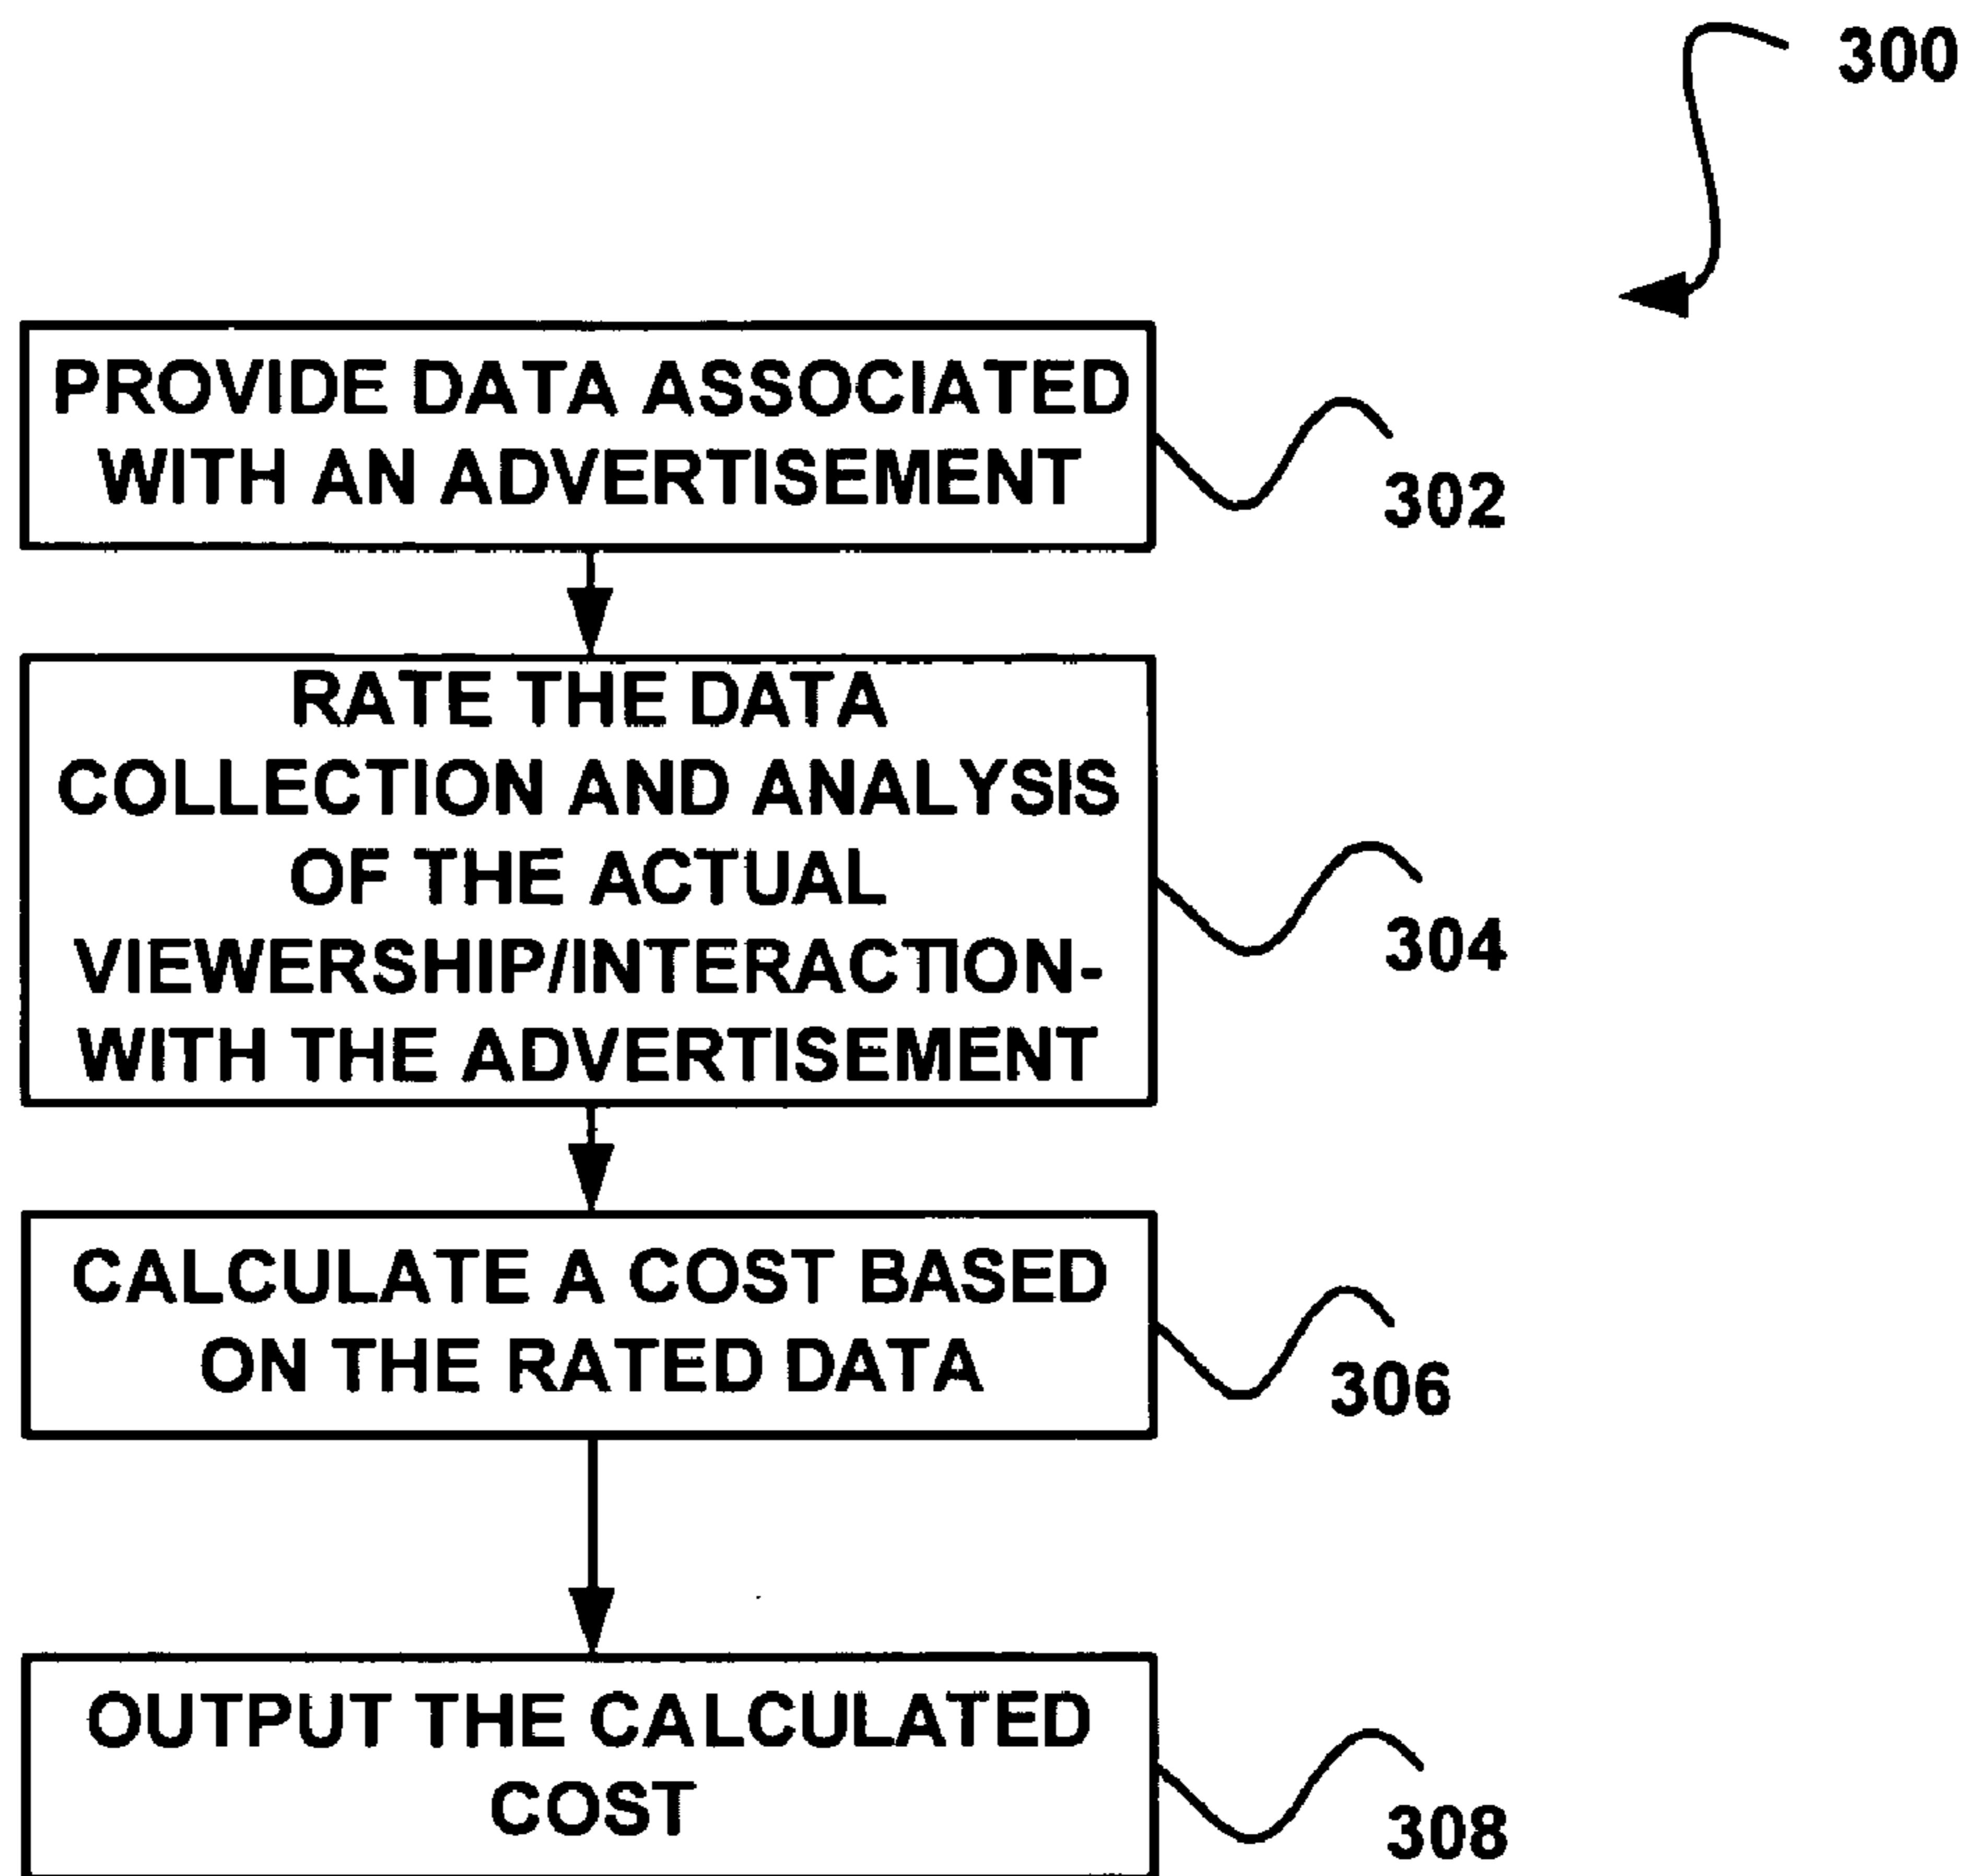 300
PROVIDE DATA ASSOCIATED
WITH AN ADVERTISEMENT
302
RATE THE DATA
COLLECTION AND ANALYSIS
OF THE ACTUAL
VIEWERSHIP/INTERACTION-
WITH THE ADVERTISEMENT
304
CALCULATE A COST BASED
ON THE RATED DATA
306
OUTPUT THE CALCULATED
COST
308